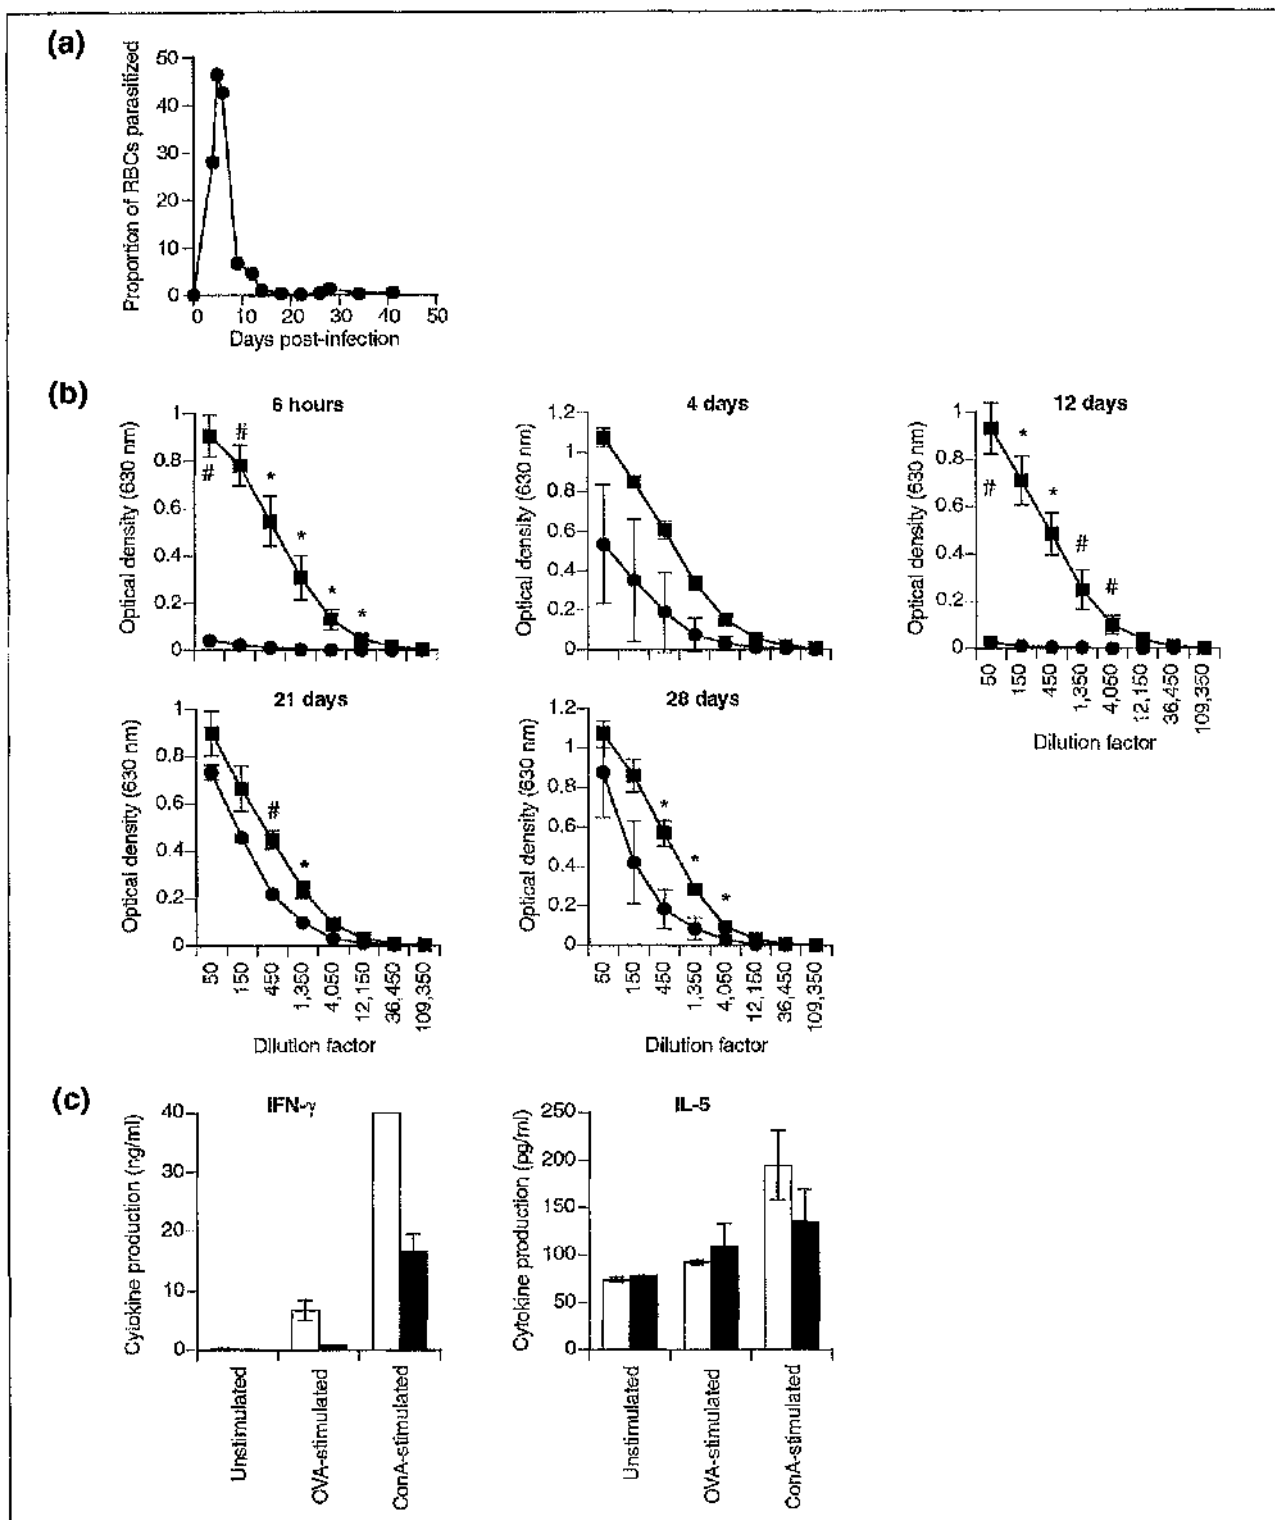 (a)
Proportion of RBCs parasitized
50
40
30
20
10
0
0 10 20 30 40 50
Days post-infection
(b)
6 hours
Optical density (630 nm)
1
0.8
0.6
0.4
0.2
0
# # * * * *
#
4 days
Optical density (630 nm)
1.2
1
0.8
0.6
0.4
0.2
0
12 days
Optical density (630 nm)
1
0.8
0.6
0.4
0.2
0
# * * # #
50 150 450 1,350 4,050 12,150 36,450 109,350
Dilution factor
21 days
Optical density (630 nm)
1
0.8
0.6
0.4
0.2
0
# *
50 150 450 1,350 4,050 12,150 36,450 109,350
Dilution factor
28 days
Optical density (630 nm)
1.2
1
0.8
0.6
0.4
0.2
0
* * *
50 150 450 1,350 4,050 12,150 36,450 109,350
Dilution factor
(c)
IFN-γ
Cytokine production (ng/ml)
40
30
20
10
0
Unstimulated
OVA-stimulated
ConA-stimulated
IL-5
Cytokine production (pg/ml)
250
200
150
100
50
0
Unstimulated
OVA-stimulated
ConA-stimulated